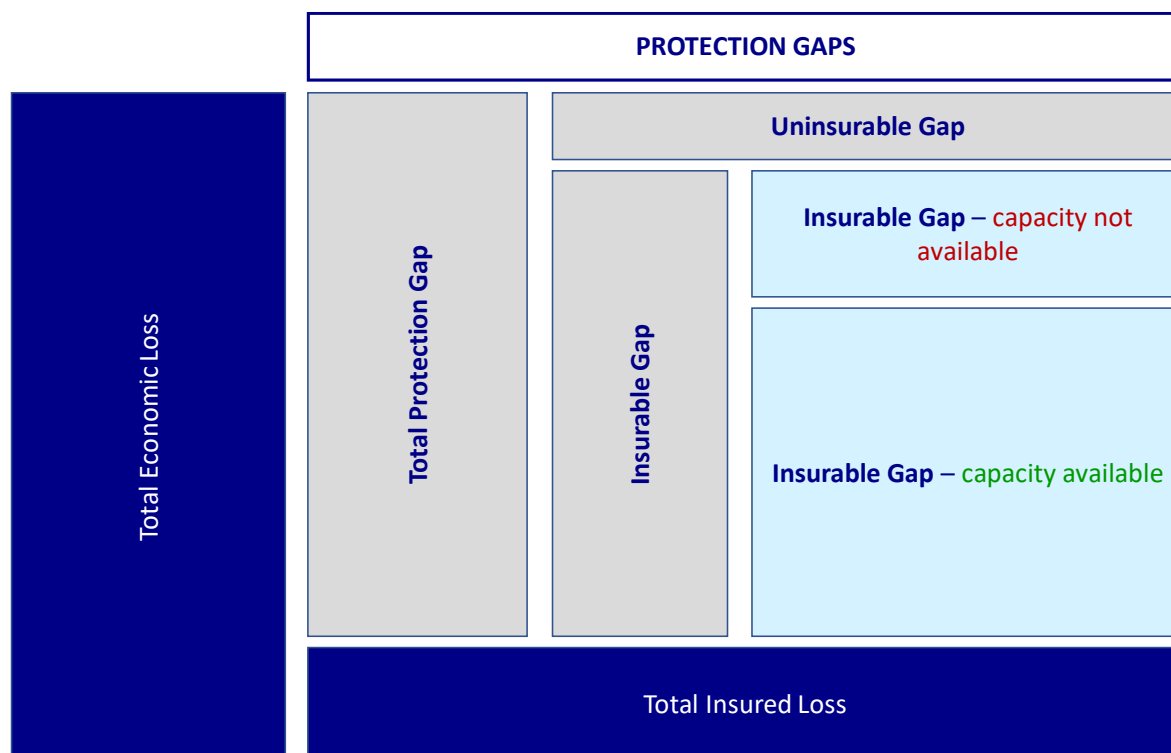 PROTECTION GAPS
Total Economic Loss
Total Protection Gap
Uninsurable Gap
Insurable Gap
Insurable Gap – capacity not
available
Insurable Gap – capacity available
Total Insured Loss